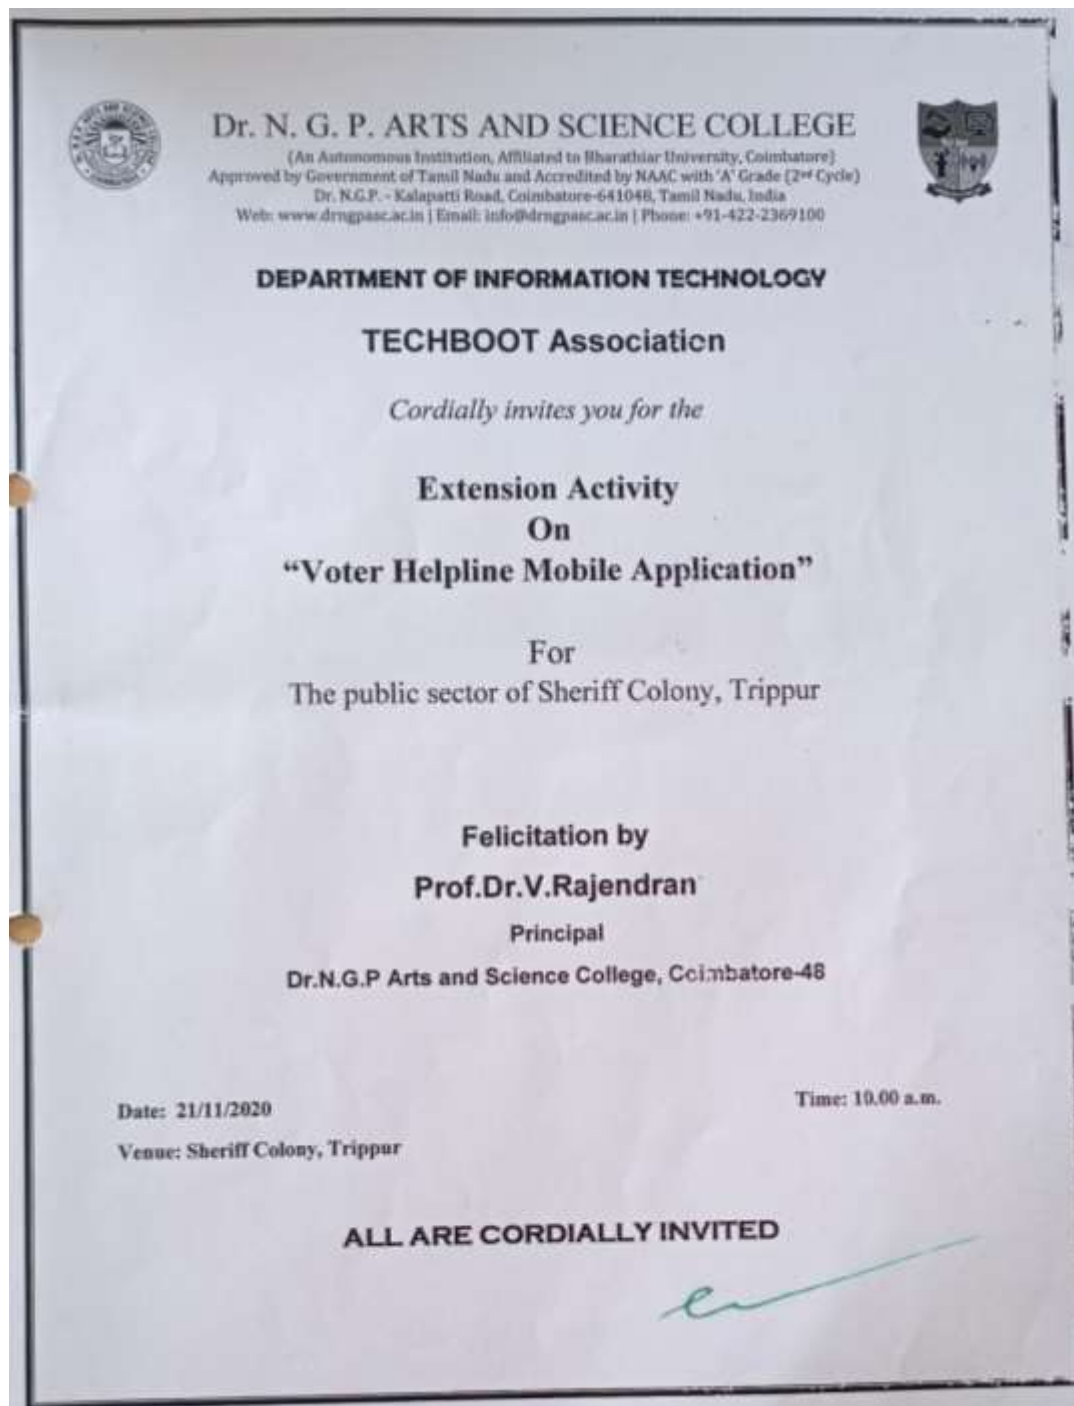 Dr. N. G. P. ARTS AND SCIENCE COLLEGE
(An Autonomous Institution, Affiliated to Bharathiar University, Coimbatore)
Approved by Government of Tamil Nadu and Accredited by NAAC with 'A' Grade (2nd Cycle)
Dr. N.G.P. - Kalapatti Road, Coimbatore-641048, Tamil Nadu, India
Web: www.drngpasc.ac.in | Email: info@drngpasc.ac.in | Phone: +91-422-2369100
DEPARTMENT OF INFORMATION TECHNOLOGY
TECHBOOT Association
Cordially invites you for the
Extension Activity
On
“Voter Helpline Mobile Application”
For
The public sector of Sheriff Colony, Trippur
Felicitation by
Prof.Dr.V.Rajendran
Principal
Dr.N.G.P Arts and Science College, Coimbatore-48
Date: 21/11/2020
Time: 10.00 a.m.
Venue: Sheriff Colony, Trippur
ALL ARE CORDIALLY INVITED